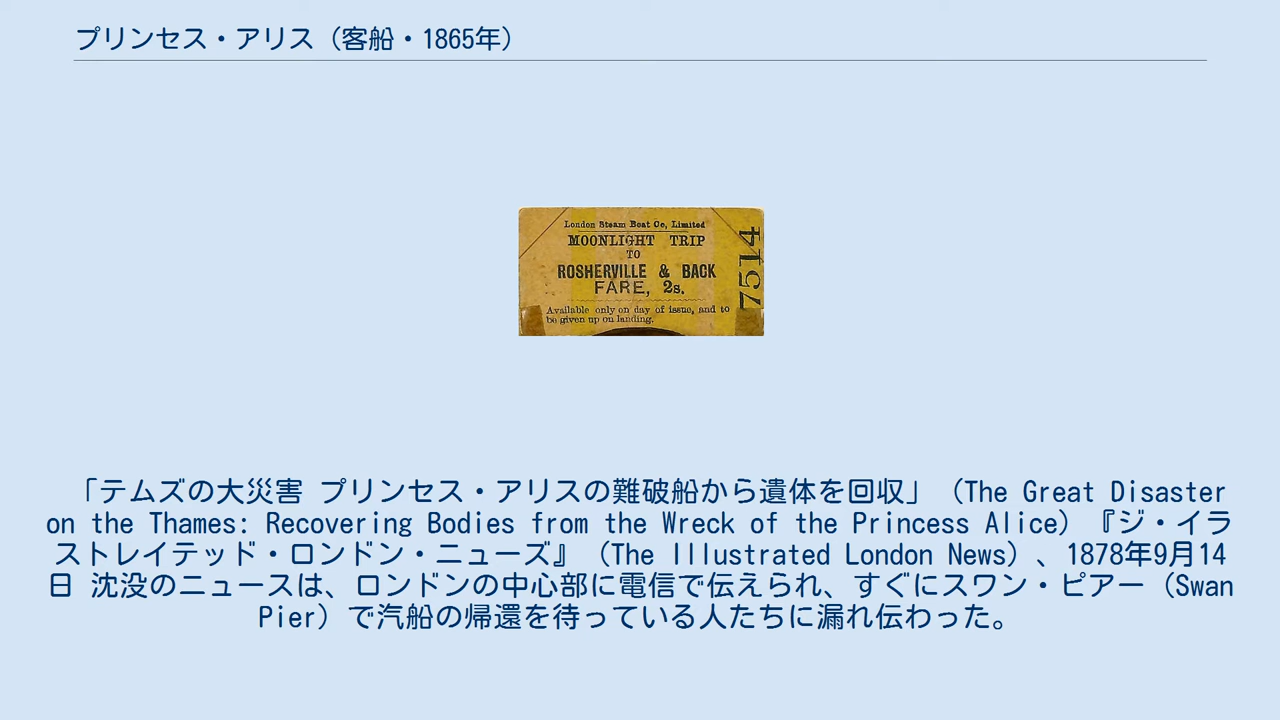 プリンセス・アリス（客船・1865年）
London Steam Boat Co, Limited
MOONLIGHT TRIP
TO
ROSHERVILLE & BACK
FARE, 2s.
Available only on day of issue, and to
be given up on landing.
7514
「テムズの大災害 プリンセス・アリスの難破船から遺体を回収」（The Great Disaster
on the Thames: Recovering Bodies from the Wreck of the Princess Alice）『ジ・イラ
ストレイテッド・ロンドン・ニューズ』（The Illustrated London News）、1878年9月14
日 沈没のニュースは、ロンドンの中心部に電信で伝えられ、すぐにスワン・ピアー（Swan
Pier）で汽船の帰還を待っている人たちに漏れ伝わった。